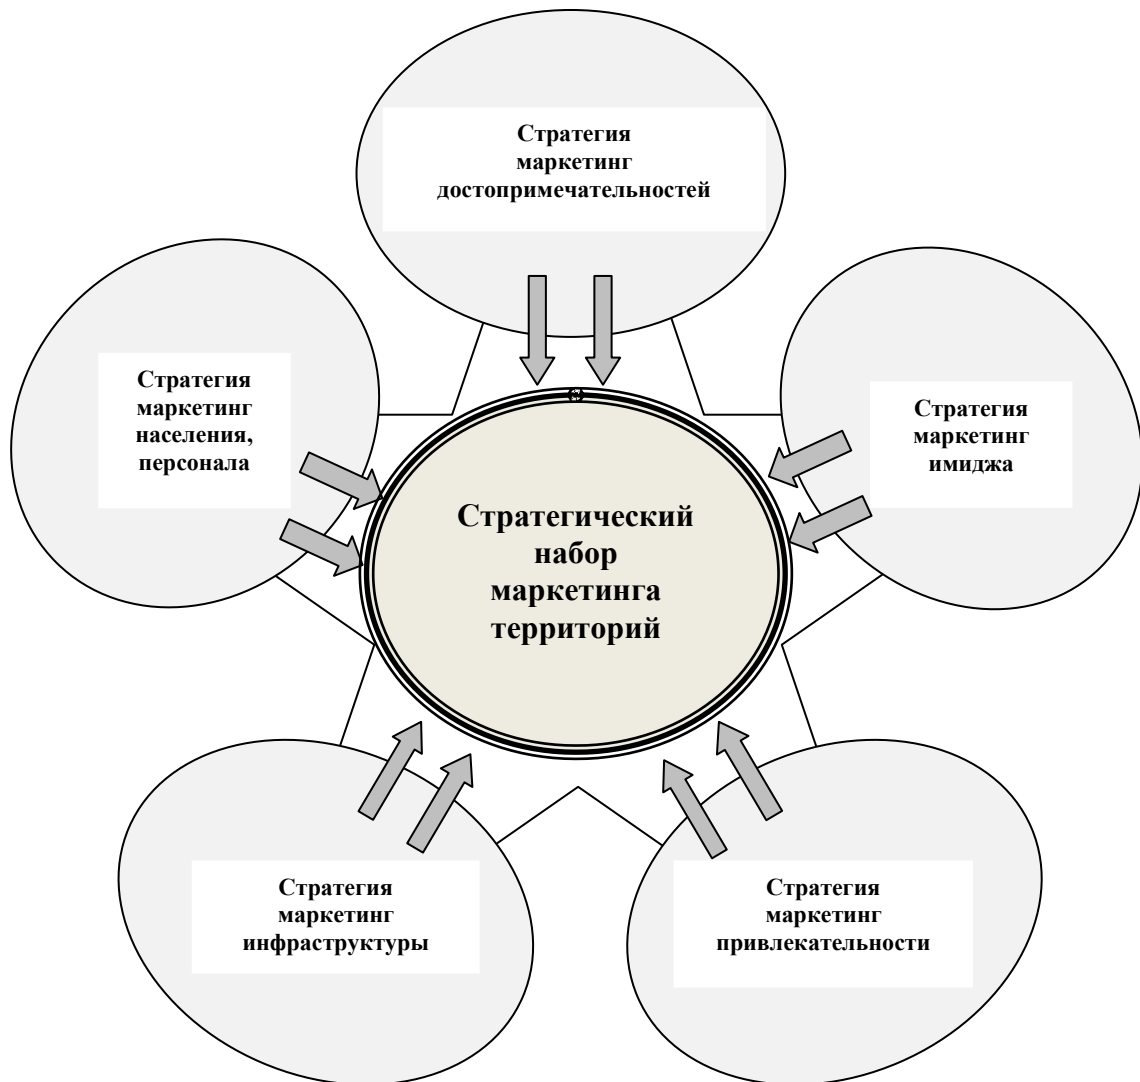 Стратегия
маркетинг
достопримечательностей
Стратегия
маркетинг
населения,
персонала
Стратегия
маркетинг
имиджа
Стратегический
набор
маркетинга
территорий
Стратегия
маркетинг
инфраструктуры
Стратегия
маркетинг
привлекательности